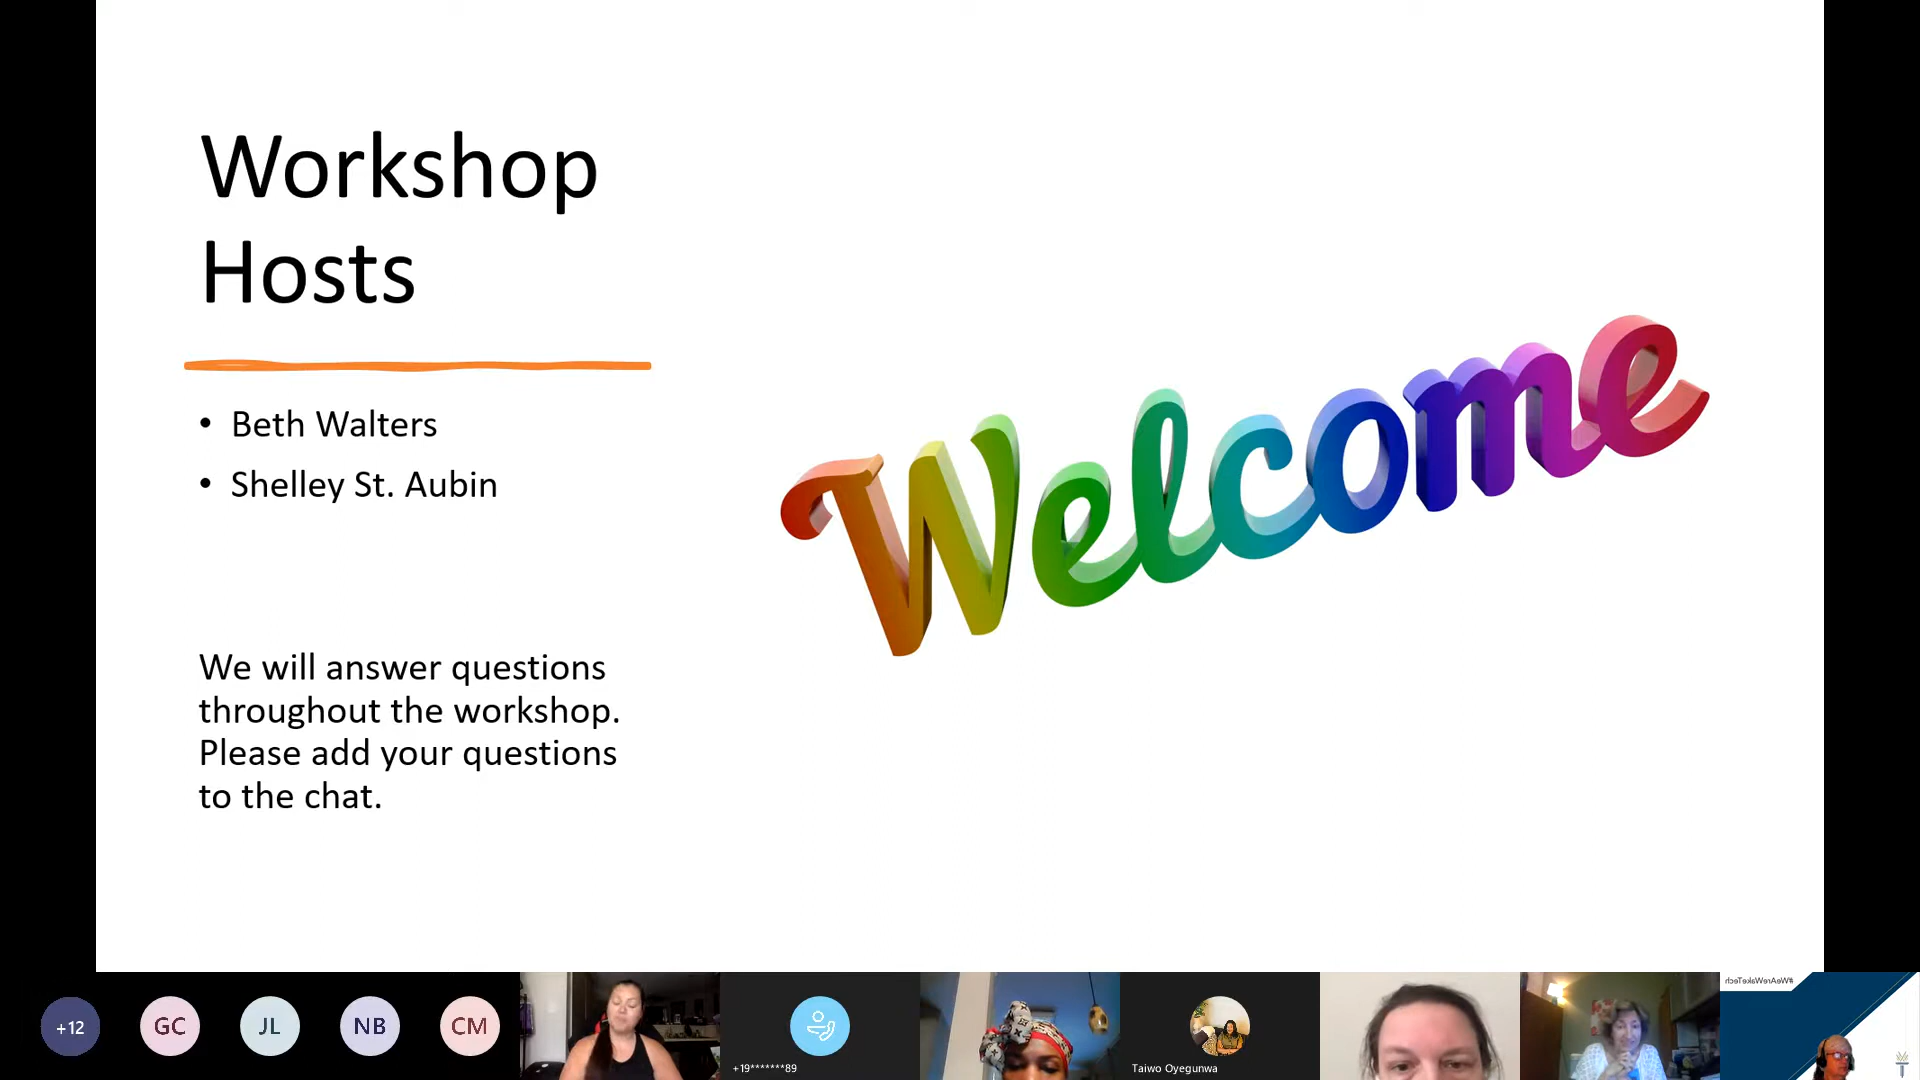 Workshop
Hosts
• Beth Walters
• Shelley St. Aubin
Welcome
We will answer questions
throughout the workshop.
Please add your questions
to the chat.
+12
GC
JL
NB
CM
+19*******89
Taiwo Oyegunwa
#WeAreWakeTech